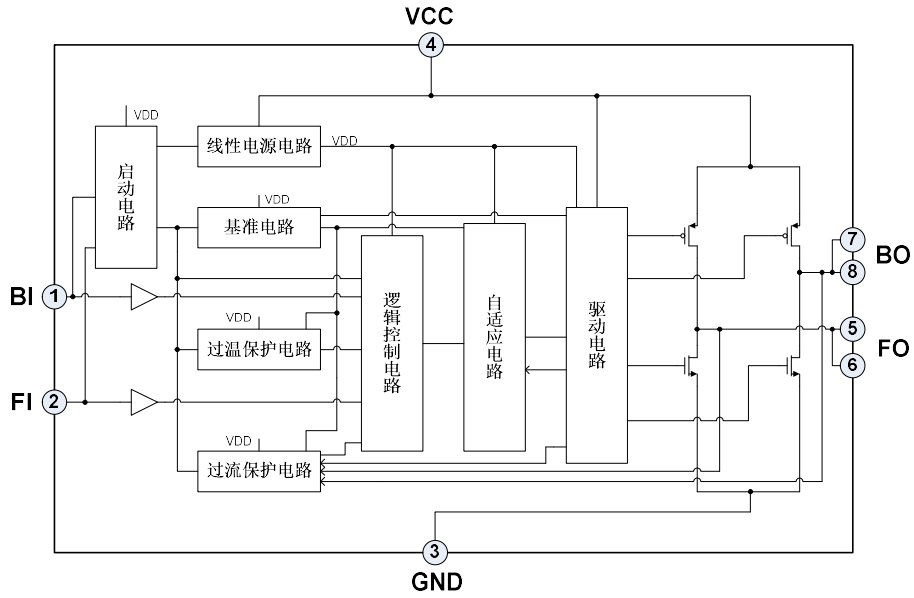 VCC
4
VDD
线性电源电路
VDD
启动电路
VDD
基准电路
7
BO
8
BI
1
逻辑控制电路
自适应电路
驱动电路
VDD
过温保护电路
5
FO
6
FI
2
VDD
过流保护电路
3
GND